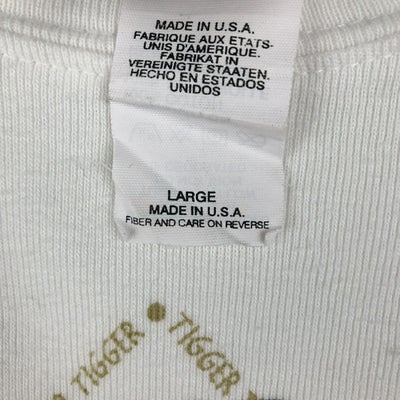 MADE IN U.S.A.
FABRIQUE AUX ETATS-
UNIS D'AMERIQUE.
FABRIKAT IN
VEREINIGTE STAATEN.
HECHO EN ESTADOS
UNIDOS
LARGE
MADE IN U.S.A.
FIBER AND CARE ON REVERSE
TIGGER
TIGGER